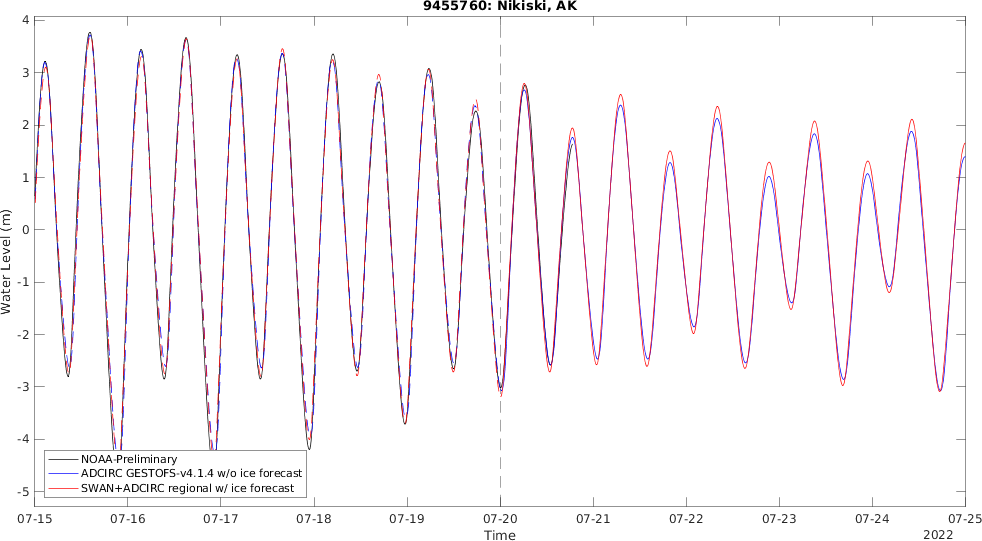 9455760: Nikiski, AK
Water Level (m)
4
3
2
1
0
-1
-2
-3
-4
-5
NOAA-Preliminary
ADCIRC GESTOFS-v4.1.4 w/o ice forecast
SWAN+ADCIRC regional w/ ice forecast
07-15 07-16 07-17 07-18 07-19 07-20 07-21 07-22 07-23 07-24 07-25
Time
2022